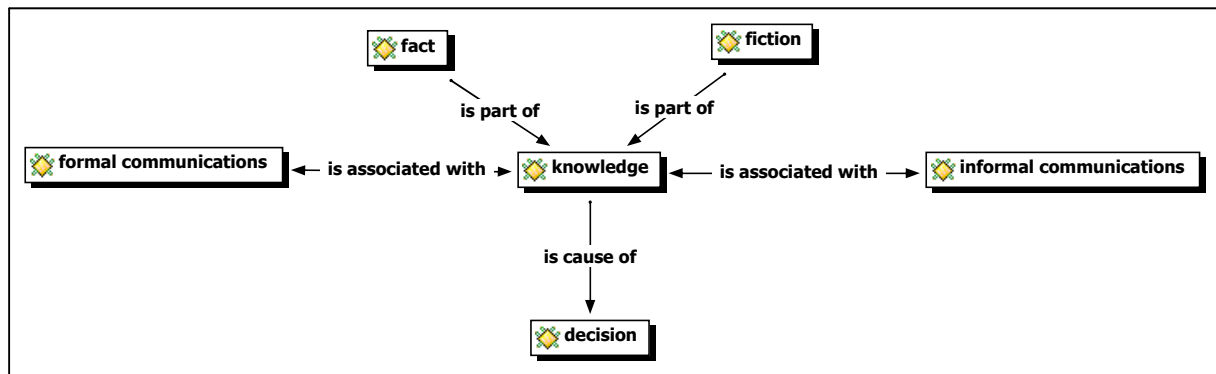 fact
fiction
is part of
is part of
formal communications
is associated with
knowledge
is associated with
informal communications
is cause of
decision